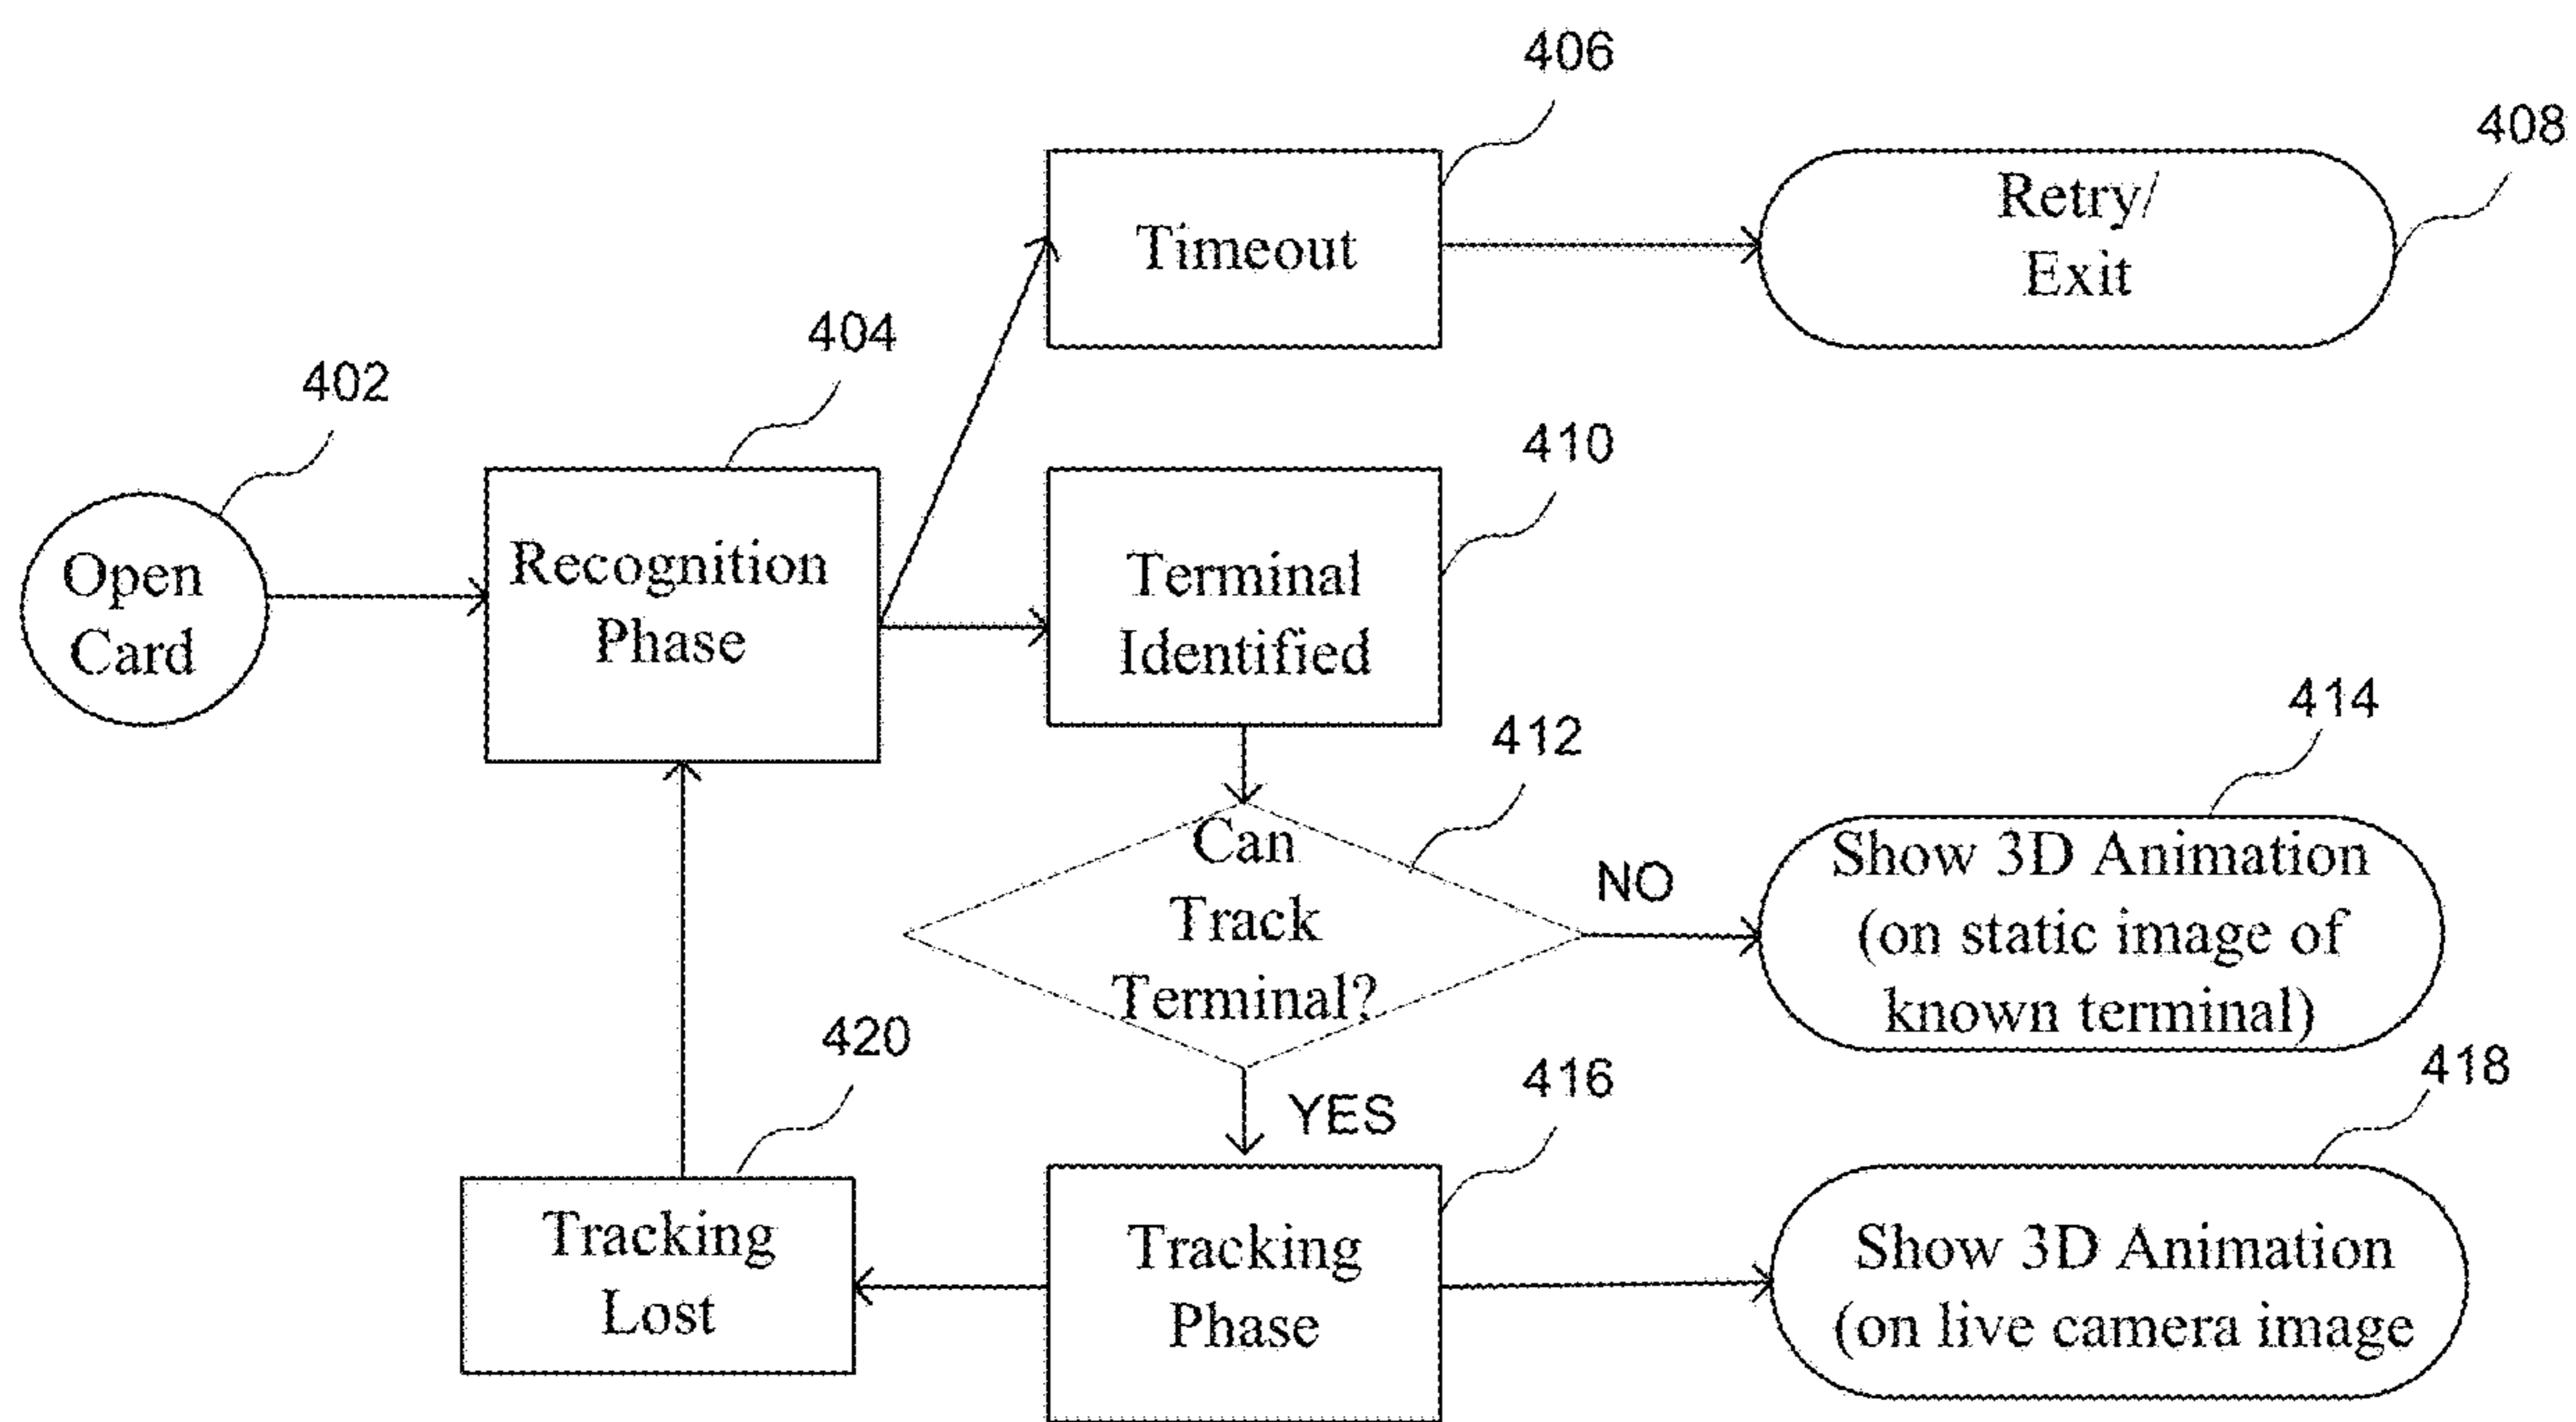 406
408
Timeout
Retry/
Exit
404
402
410
Open
Card
Recognition
Phase
Terminal
Identified
412
414
Can
Track
Terminal?
NO
Show 3D Animation
(on static image of
known terminal)
420
YES
416
418
Tracking
Lost
Tracking
Phase
Show 3D Animation
(on live camera image